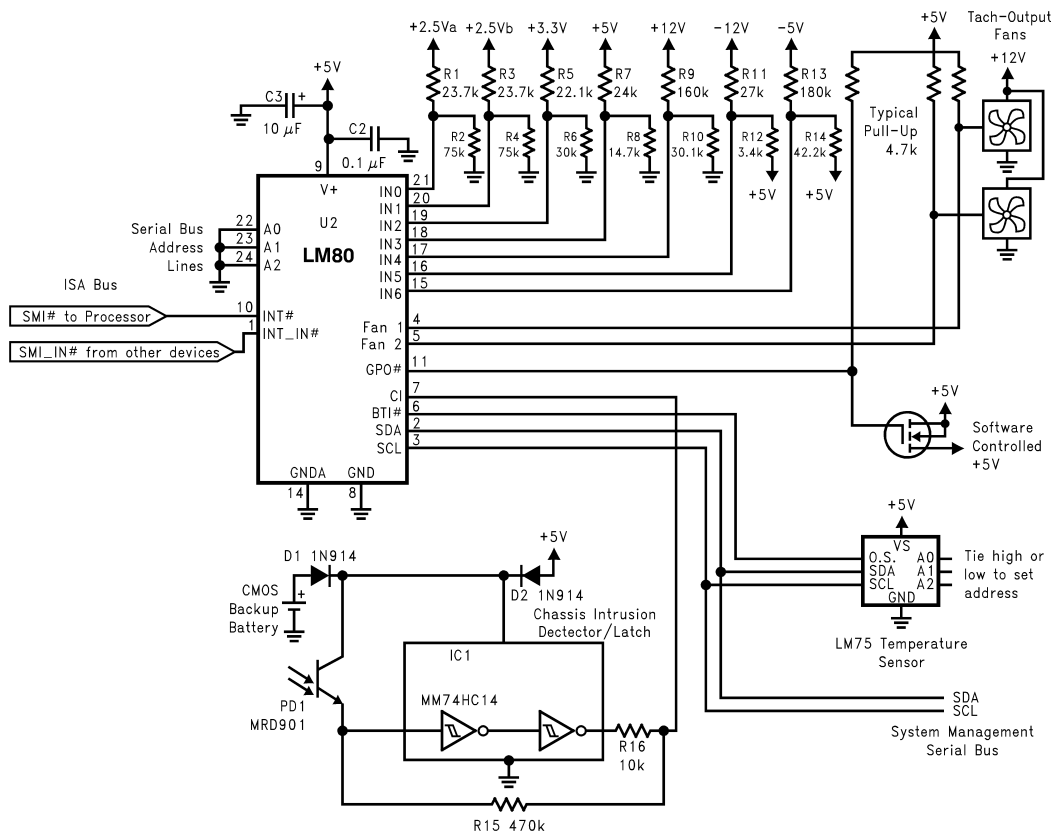 +2.5Va +2.5Vb +3.3V +5V +12V −12V −5V
+5V
Tach-Output
Fans
+12V
R1
23.7k
R3
23.7k
R5
22.1k
R7
24k
R9
160k
R11
27k
R13
180k
R2
75k
R4
75k
R6
30k
R8
14.7k
R10
30.1k
R12
3.4k
R14
42.2k
+5V
+5V
Typical
Pull-Up
4.7k
+5V
C3
+
10 μF
C2
0.1 μF
9
V+
U2
LM80
Serial Bus
Address
Lines
22
23
24
A0
A1
A2
ISA Bus
SMI# to Processor
10
INT#
1
INT_IN#
SMI_IN# from other devices
21
IN0
20
IN1
19
IN2
18
IN3
17
IN4
16
IN5
15
IN6
4
Fan 1
5
Fan 2
11
GPO#
7
CI
6
BTI#
2
SDA
3
SCL
GNDA
GND
14
8
+5V
Software
Controlled
+5V
+5V
VS
O.S.
SDA
SCL
A0
A1
A2
GND
Tie high or
low to set
address
LM75 Temperature
Sensor
D1 1N914
+5V
D2 1N914
CMOS
Backup
Battery
+
Chassis Intrusion
Dectector/Latch
IC1
MM74HC14
PD1
MRD901
R16
10k
R15 470k
SDA
SCL
System Management
Serial Bus